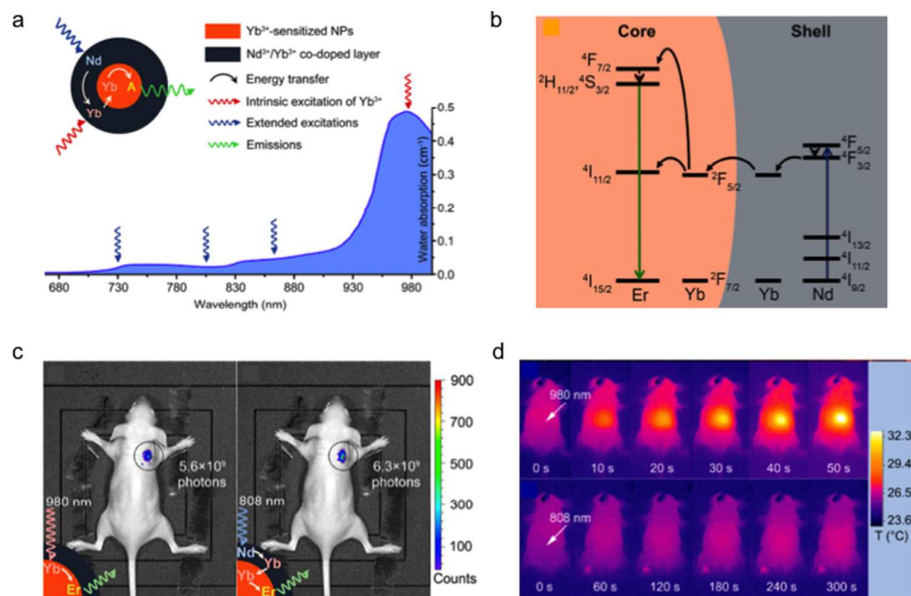 a
Nd
Yb
Yb
A
Yb³⁺-sensitized NPs
Nd³⁺/Yb³⁺ co-doped layer
Energy transfer
Intrinsic excitation of Yb³⁺
Extended excitations
Emissions
0.5
0.4
0.3
0.2
0.1
0.0
Water absorption (cm⁻¹)
680 730 780 830 880 930 980
Wavelength (nm)
b
Core Shell
⁴F₇/₂
²H₁₁/₂,⁴S₃/₂
⁴I₁₁/₂
⁴I₁₅/₂
²F₅/₂
²F₇/₂
⁴F₅/₂
⁴F₃/₂
⁴I₁₃/₂
⁴I₁₁/₂
⁴I₉/₂
Er Yb Yb Nd
c
980 nm
5.6×10⁹
photons
Yb
Er
808 nm
6.3×10⁹
photons
Nd
Yb
Yb
Er
900
700
500
300
100
Counts
d
980 nm
0 s 10 s 20 s 30 s 40 s 50 s
808 nm
0 s 60 s 120 s 180 s 240 s 300 s
32.3
29.4
26.5
23.6
T (°C)